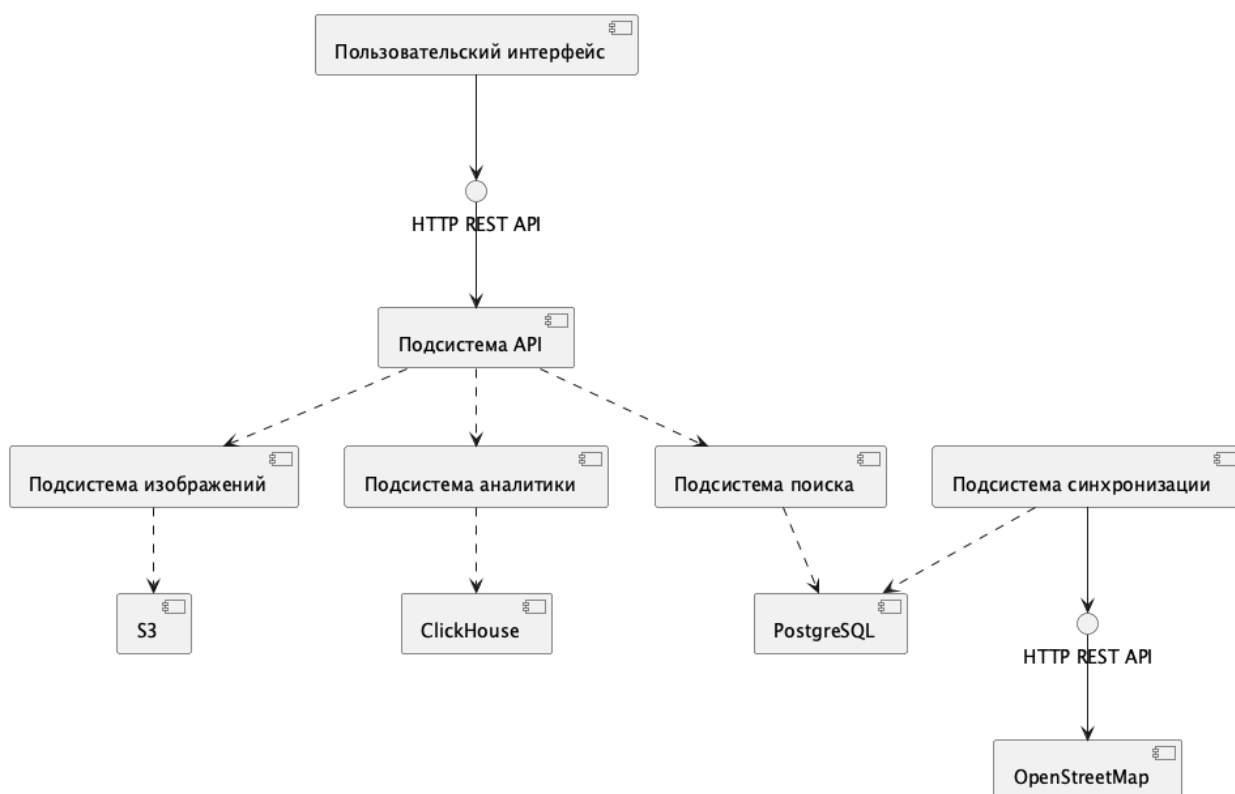 Пользовательский интерфейс
HTTP REST API
Подсистема API
Подсистема изображений
Подсистема аналитики
Подсистема поиска
Подсистема синхронизации
S3
ClickHouse
PostgreSQL
HTTP REST API
OpenStreetMap